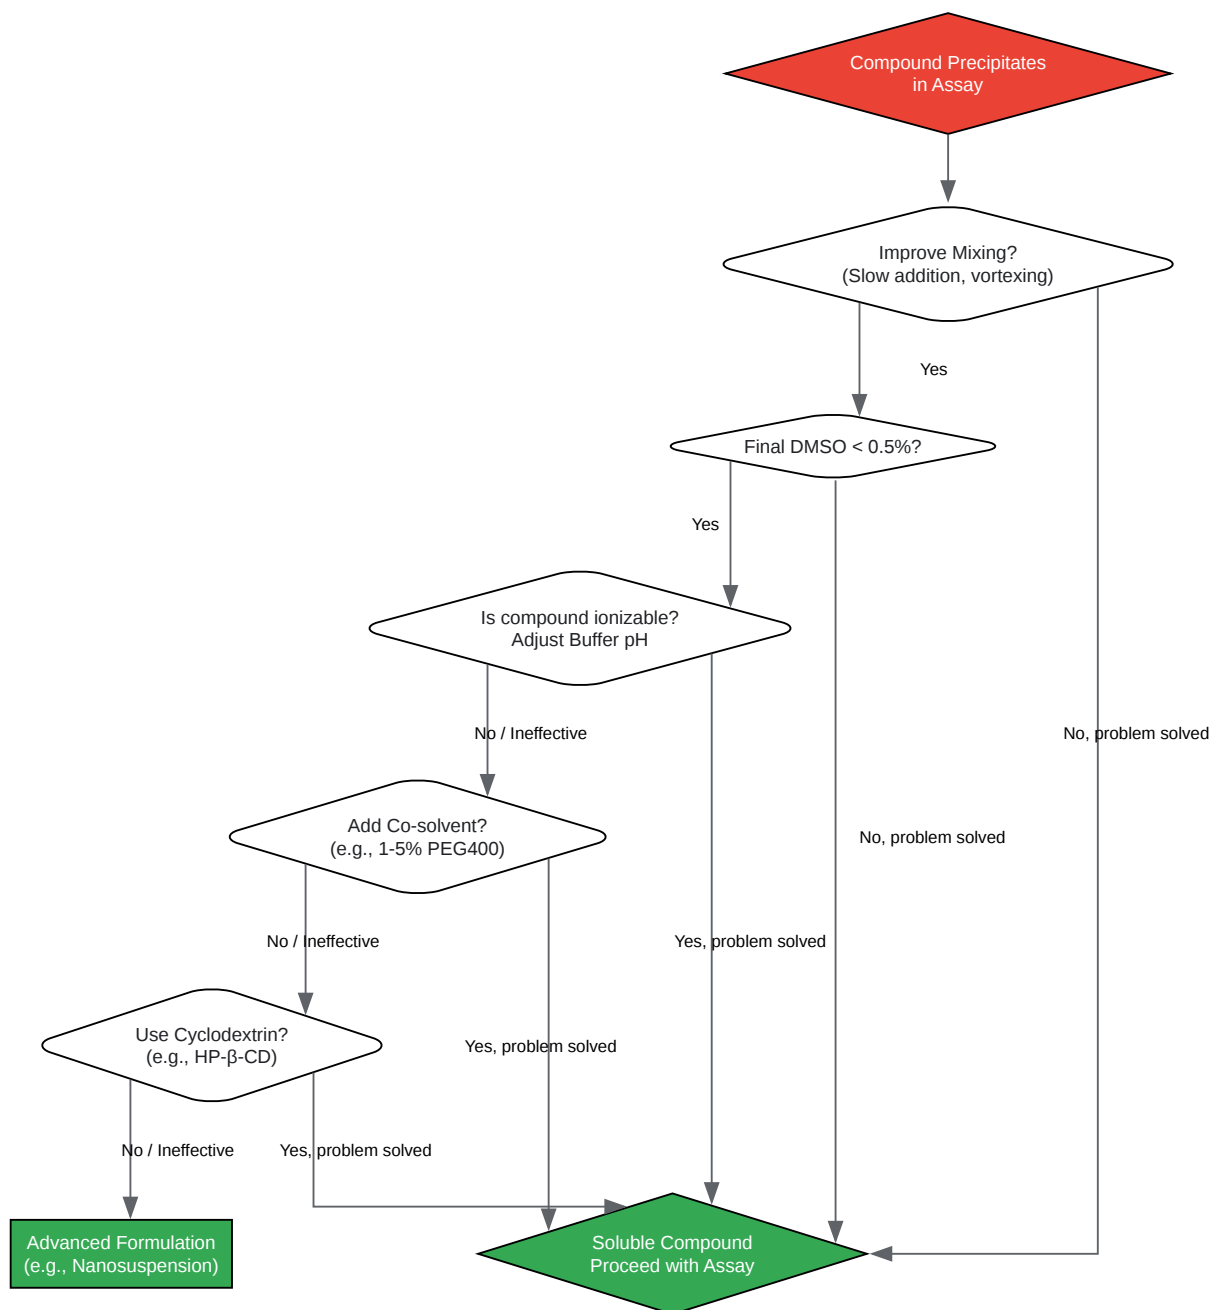 Compound Precipitates
in Assay
Improve Mixing?
(Slow addition, vortexing)
Yes
Final DMSO < 0.5%?
Yes
Is compound ionizable?
Adjust Buffer pH
No / Ineffective
No, problem solved
Add Co-solvent?
(e.g., 1-5% PEG400)
No, problem solved
No / Ineffective
Yes, problem solved
Use Cyclodextrin?
(e.g., HP-β-CD)
Yes, problem solved
No / Ineffective
Yes, problem solved
Advanced Formulation
(e.g., Nanosuspension)
Soluble Compound
Proceed with Assay